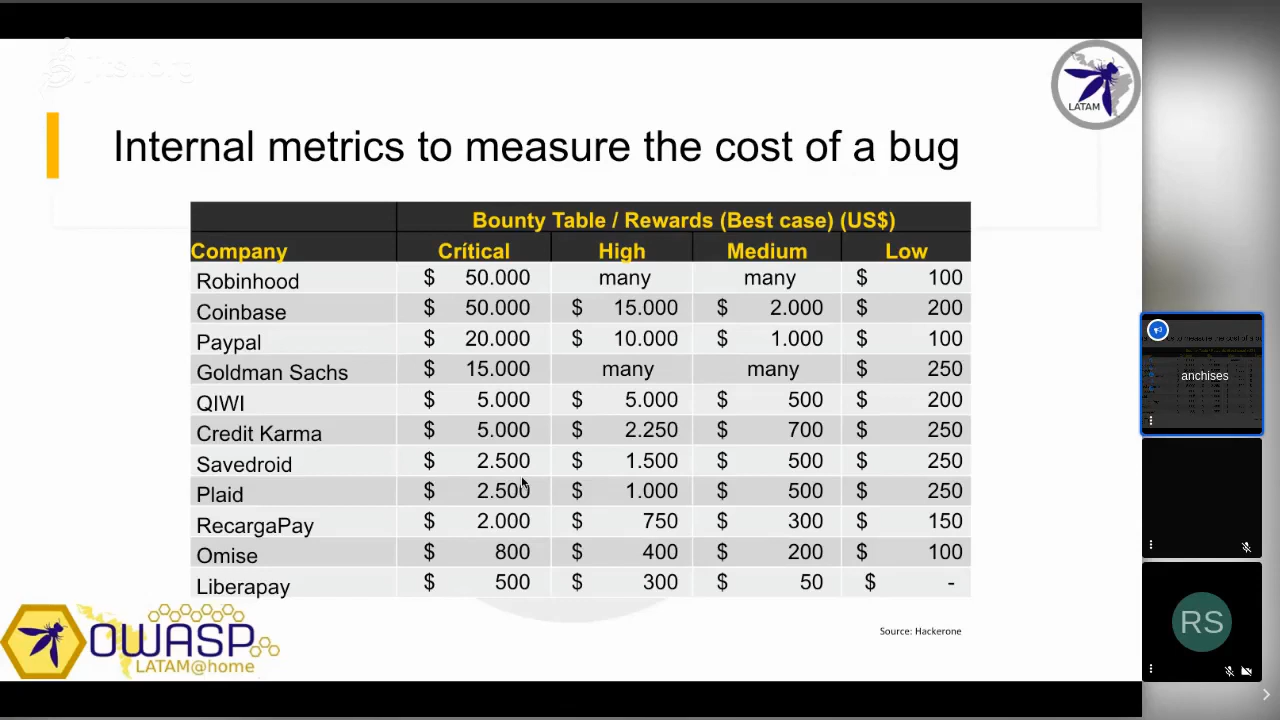 jitsi.org
LATAM
Internal metrics to measure the cost of a bug
Bounty Table / Rewards (Best case) (US$)
Company Crítical High Medium Low
Robinhood $ 50.000 many many $ 100
Coinbase $ 50.000 $ 15.000 $ 2.000 $ 200
Paypal $ 20.000 $ 10.000 $ 1.000 $ 100
Goldman Sachs $ 15.000 many many $ 250
QIWI $ 5.000 $ 5.000 $ 500 $ 200
Credit Karma $ 5.000 $ 2.250 $ 700 $ 250
Savedroid $ 2.500 $ 1.500 $ 500 $ 250
Plaid $ 2.500 $ 1.000 $ 500 $ 250
RecargaPay $ 2.000 $ 750 $ 300 $ 150
Omise $ 800 $ 400 $ 200 $ 100
Liberapay $ 500 $ 300 $ 50 $ -
Source: Hackerone
OWASP
LATAM@home
anchises
RS